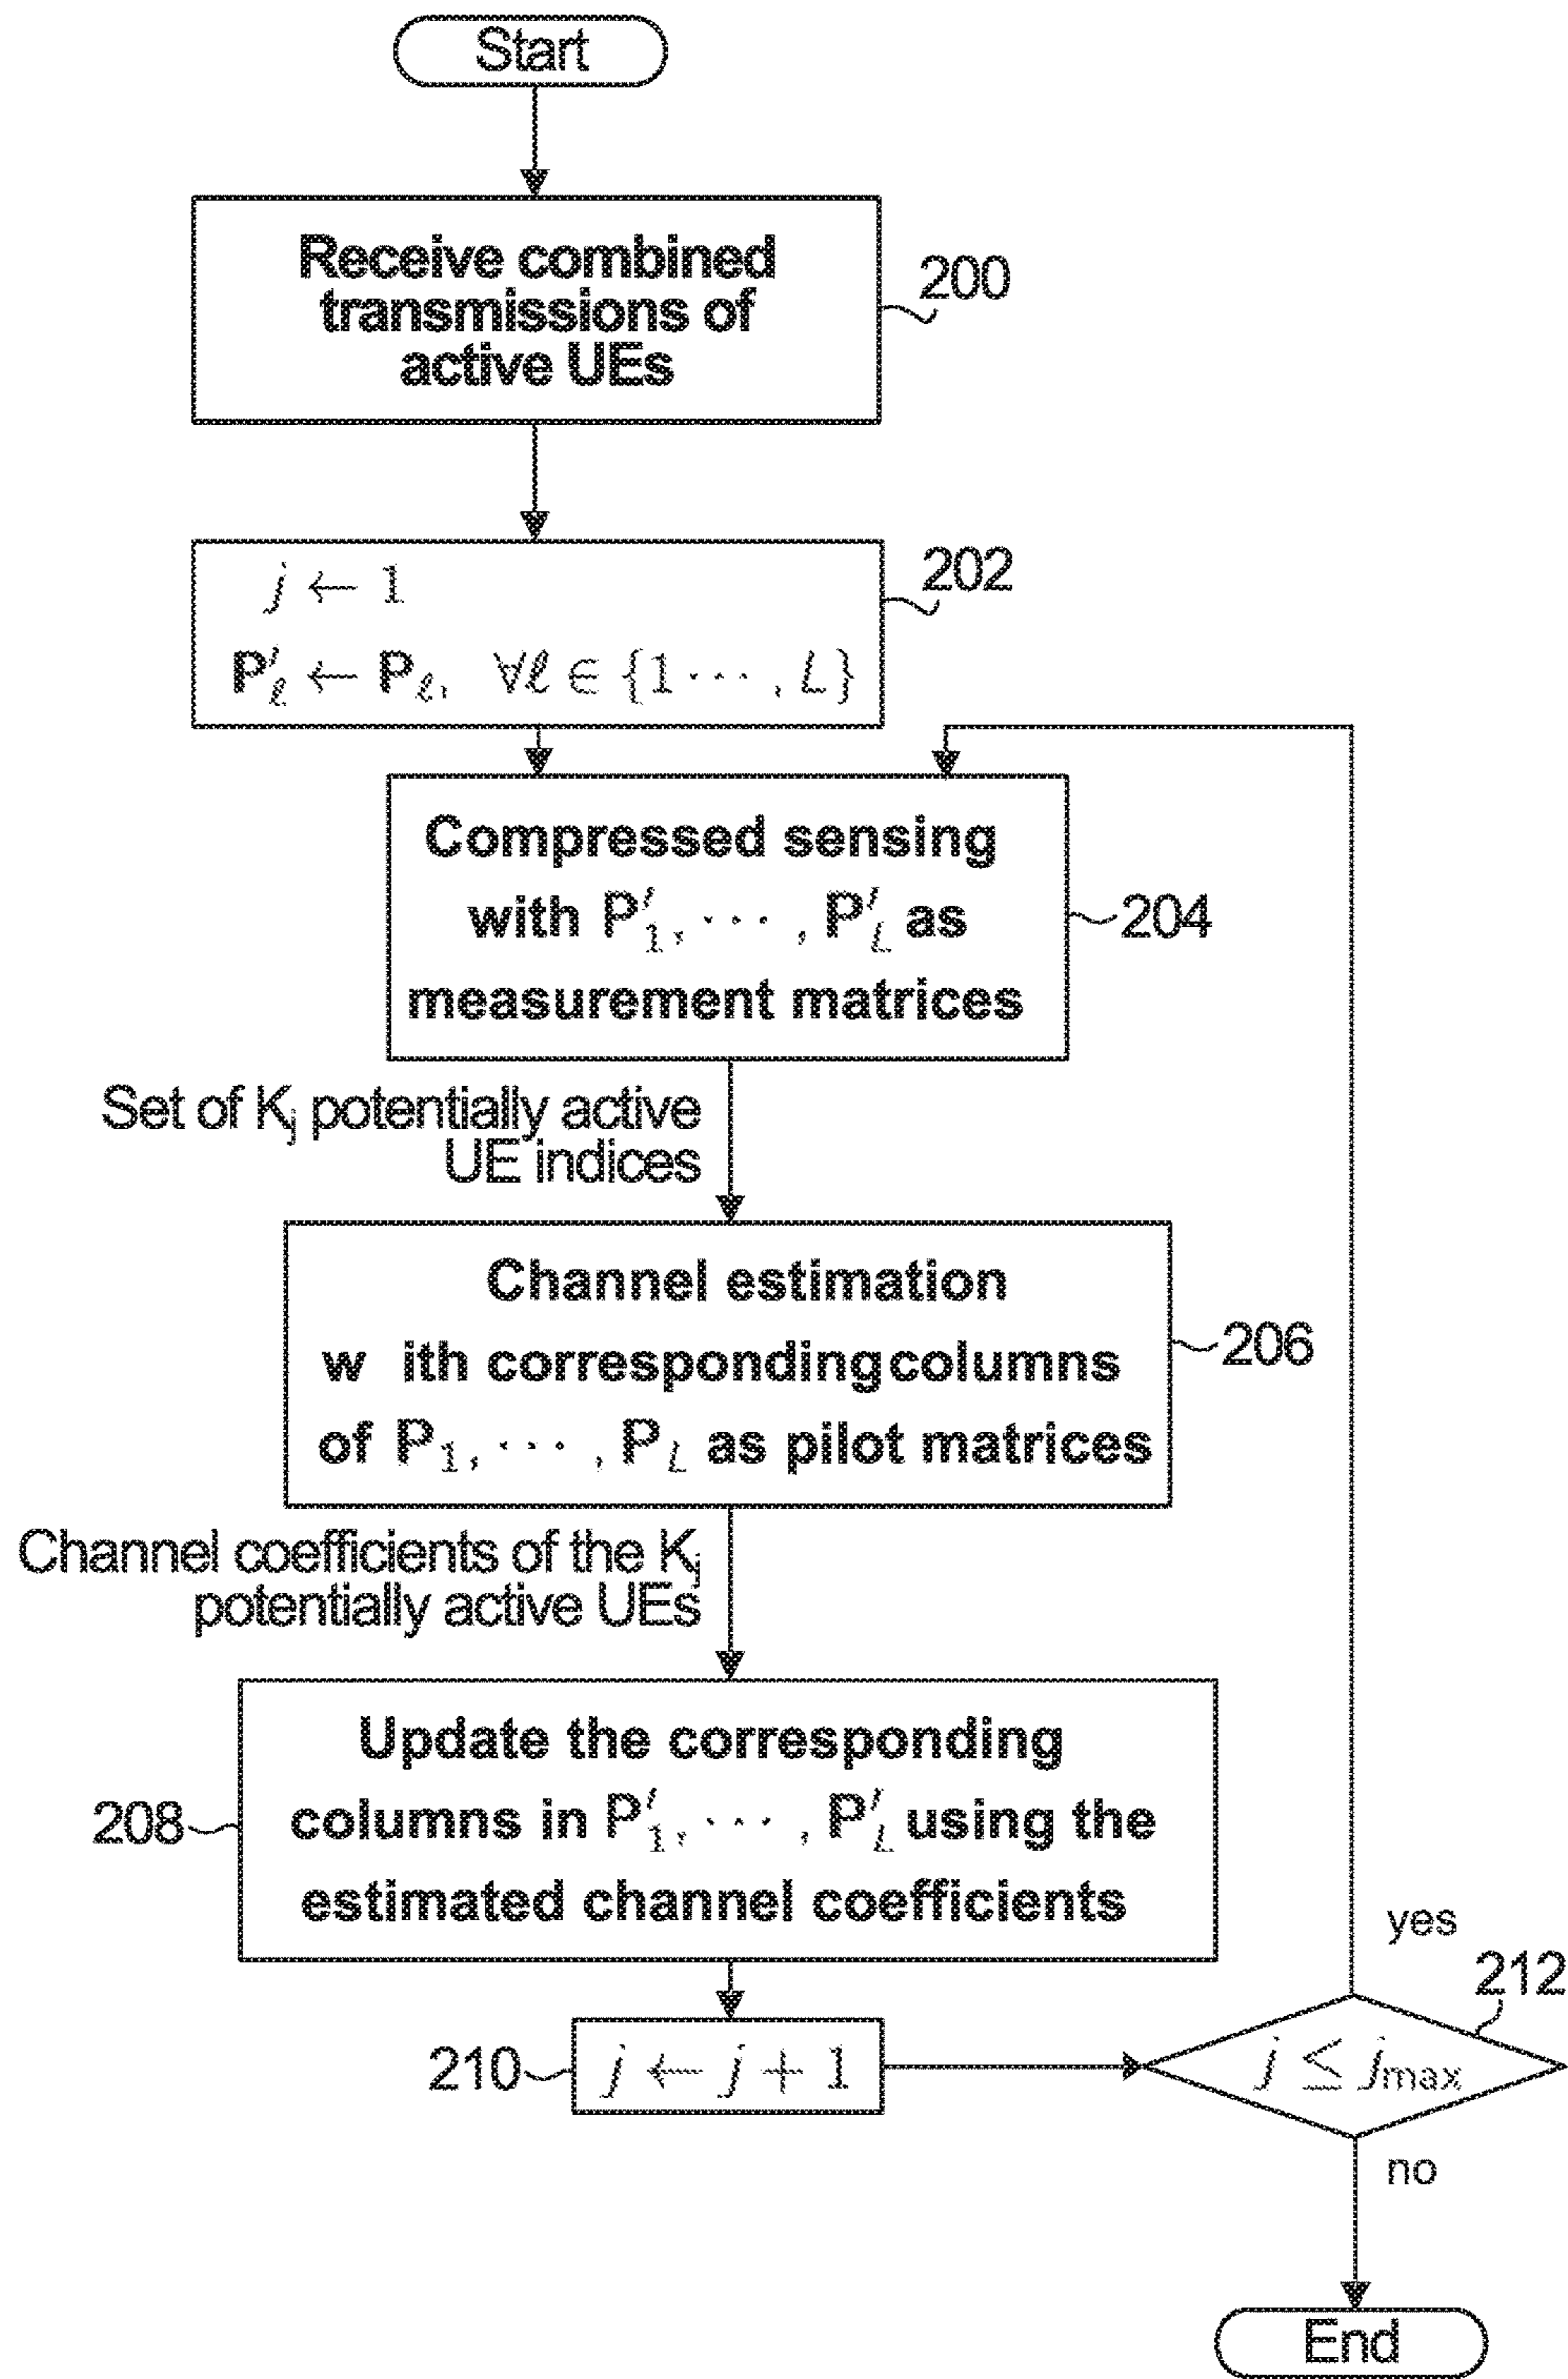 Start
Receive combined
transmissions of
active UEs
200
j ← 1
202
P′ℓ ← Pℓ, ∀ℓ ∈ {1 ⋯ , L}
Compressed sensing
with P′1, ⋯ , P′L as
measurement matrices
204
Set of Kj potentially active
UE indices
Channel estimation
w ith corresponding columns
of P1, ⋯ , PL as pilot matrices
206
Channel coefficients of the Kj
potentially active UEs
Update the corresponding
columns in P′1, ⋯ , P′L using the
estimated channel coefficients
208
210
j ← j + 1
yes
212
j ≤ jmax
no
End